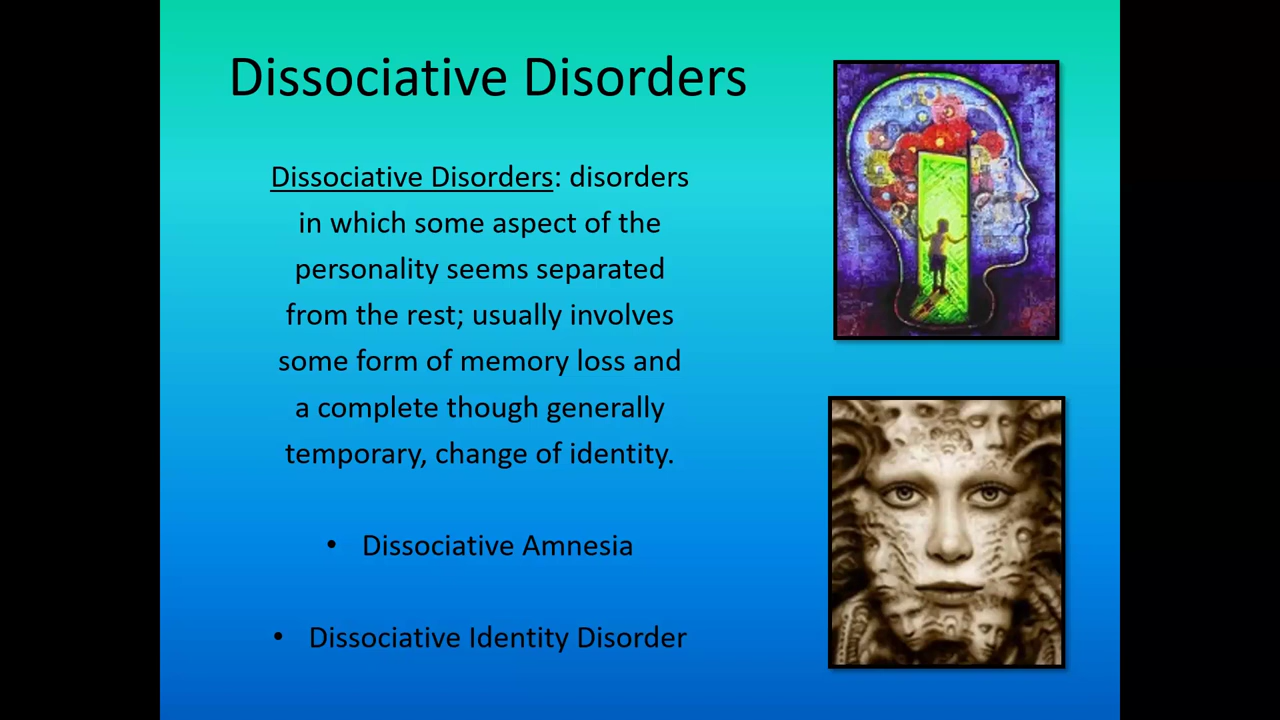 Dissociative Disorders
Dissociative Disorders: disorders
in which some aspect of the
personality seems separated
from the rest; usually involves
some form of memory loss and
a complete though generally
temporary, change of identity.
• Dissociative Amnesia
• Dissociative Identity Disorder